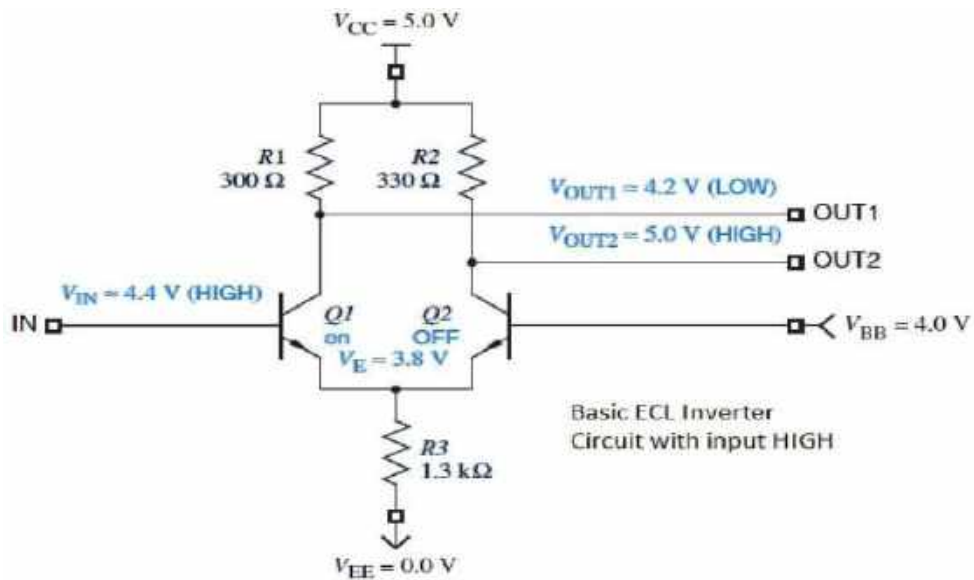 VCC = 5.0 V
R1
300 Ω
R2
330 Ω
VOUT1 = 4.2 V (LOW)
OUT1
VOUT2 = 5.0 V (HIGH)
OUT2
VIN = 4.4 V (HIGH)
IN
Q1
on
Q2
OFF
VBB = 4.0 V
VE = 3.8 V
Basic ECL Inverter
Circuit with input HIGH
R3
1.3 kΩ
VEE = 0.0 V